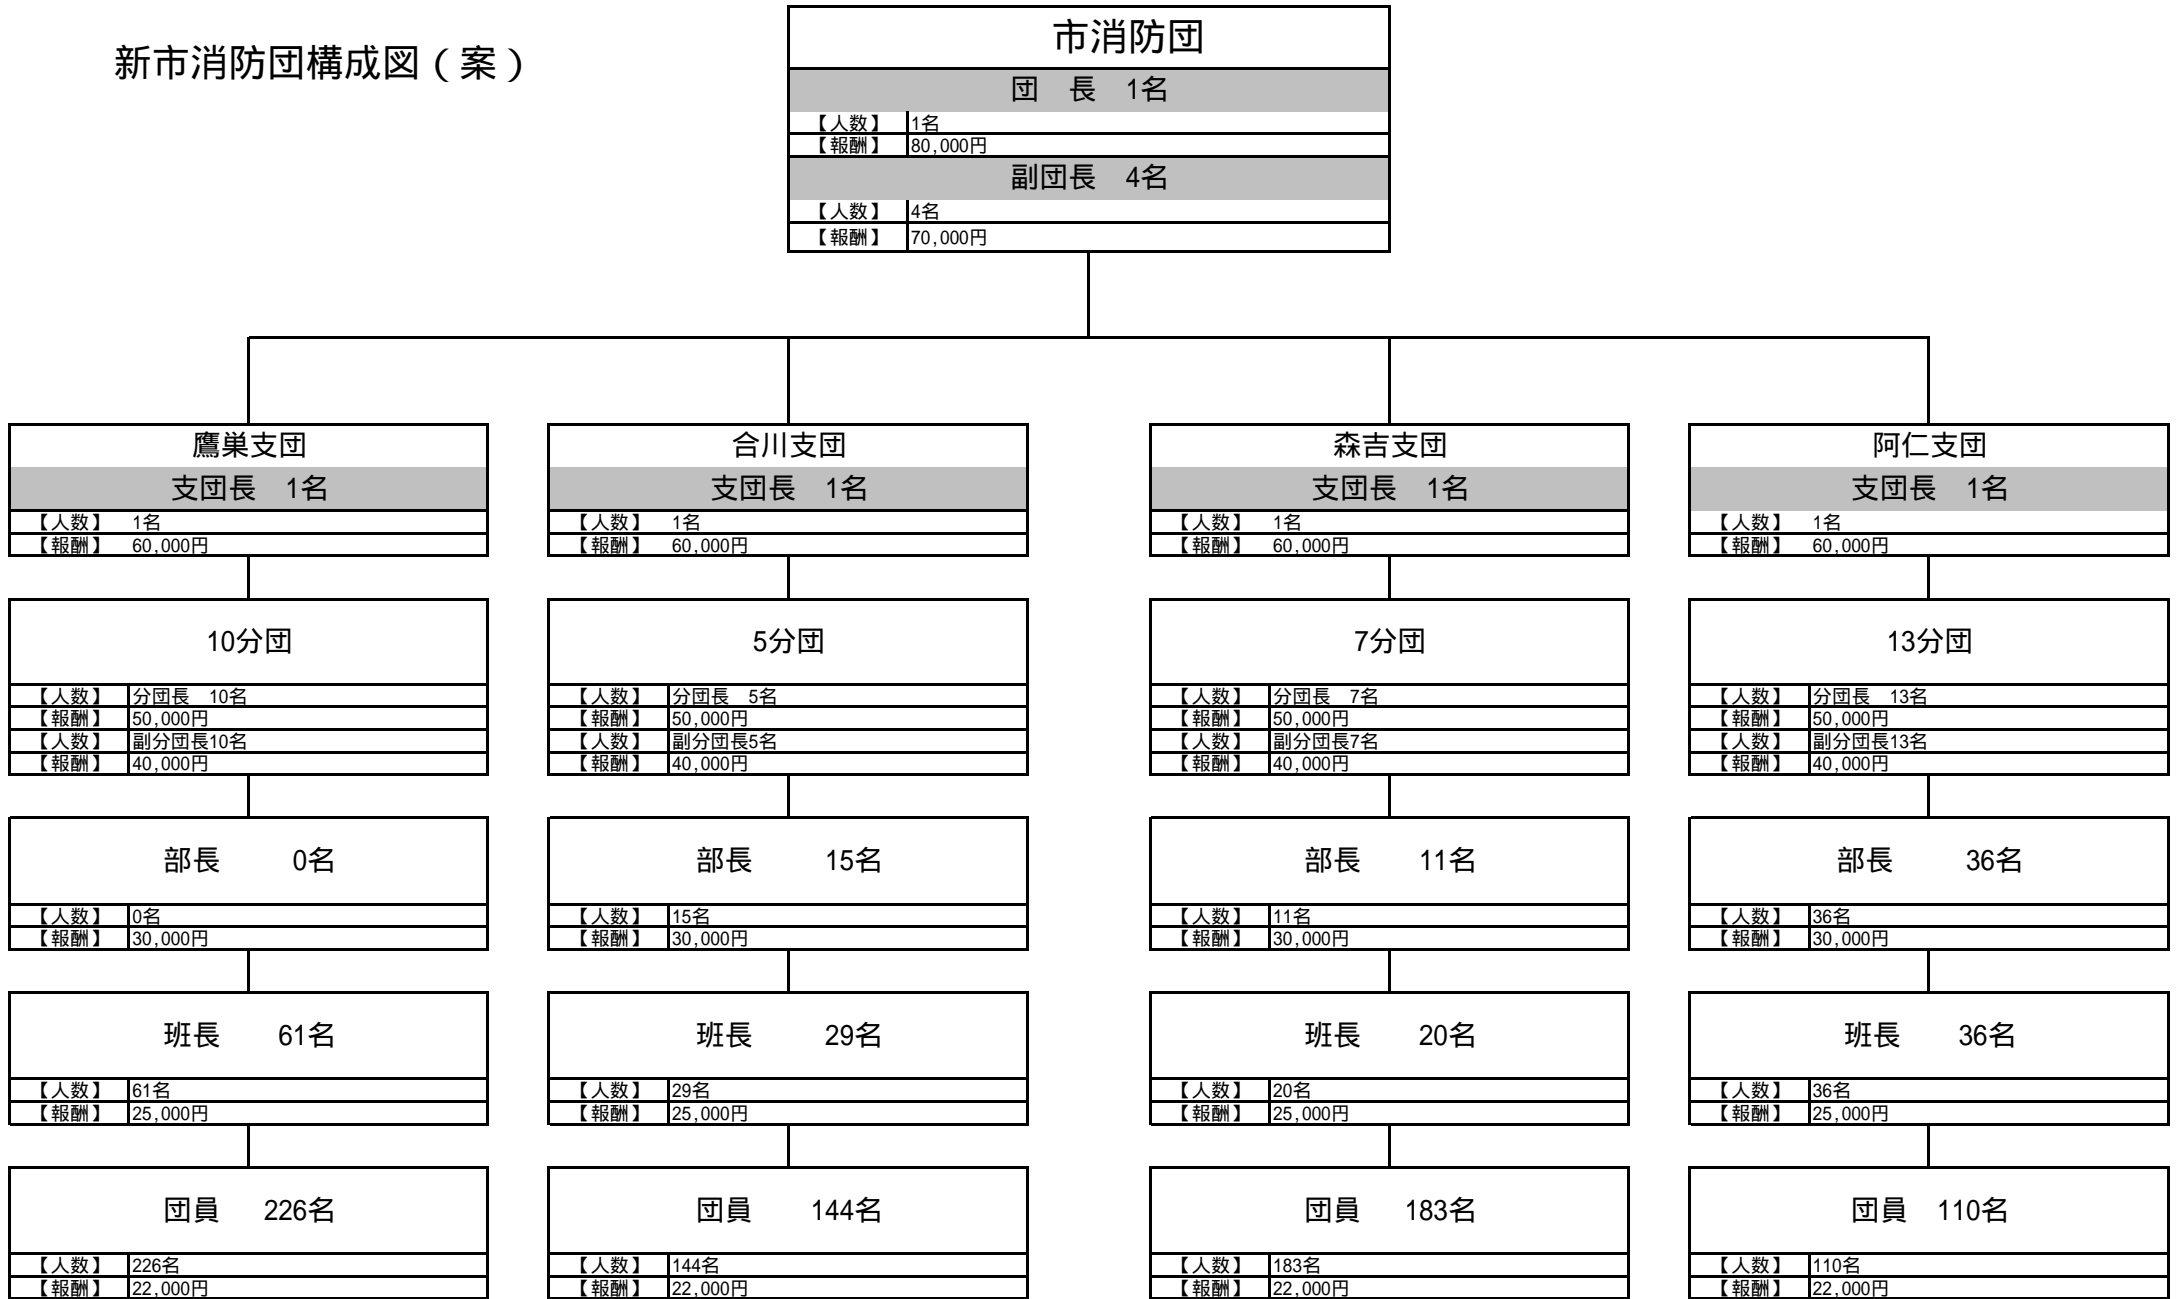 新市消防団構成図（案）
市消防団
団　長　1名
【人数】 1名
【報酬】 80,000円
副団長　4名
【人数】 4名
【報酬】 70,000円
鷹巣支団
支団長　1名
【人数】 1名
【報酬】 60,000円
10分団
【人数】 分団長　10名
【報酬】 50,000円
【人数】 副分団長10名
【報酬】 40,000円
部長　0名
【人数】 0名
【報酬】 30,000円
班長　61名
【人数】 61名
【報酬】 25,000円
団員　226名
【人数】 226名
【報酬】 22,000円
合川支団
支団長　1名
【人数】 1名
【報酬】 60,000円
5分団
【人数】 分団長　5名
【報酬】 50,000円
【人数】 副分団長5名
【報酬】 40,000円
部長　15名
【人数】 15名
【報酬】 30,000円
班長　29名
【人数】 29名
【報酬】 25,000円
団員　144名
【人数】 144名
【報酬】 22,000円
森吉支団
支団長　1名
【人数】 1名
【報酬】 60,000円
7分団
【人数】 分団長　7名
【報酬】 50,000円
【人数】 副分団長7名
【報酬】 40,000円
部長　11名
【人数】 11名
【報酬】 30,000円
班長　20名
【人数】 20名
【報酬】 25,000円
団員　183名
【人数】 183名
【報酬】 22,000円
阿仁支団
支団長　1名
【人数】 1名
【報酬】 60,000円
13分団
【人数】 分団長　13名
【報酬】 50,000円
【人数】 副分団長13名
【報酬】 40,000円
部長　36名
【人数】 36名
【報酬】 30,000円
班長　36名
【人数】 36名
【報酬】 25,000円
団員　110名
【人数】 110名
【報酬】 22,000円